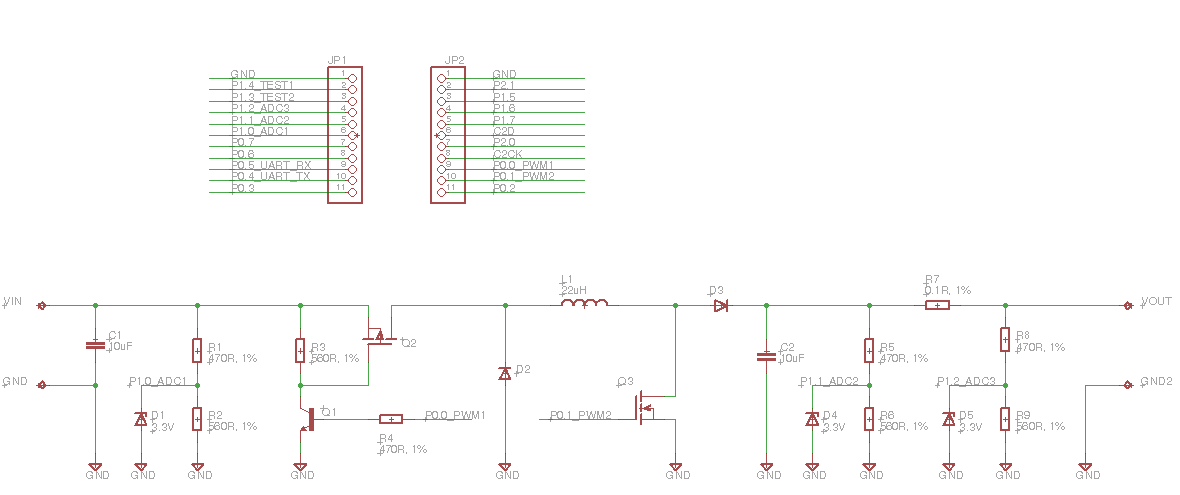 JP1
JP2
GND 1
P1.4_TEST1 2
P1.3_TEST2 3
P1.2_ADC3 4
P1.1_ADC2 5
P1.0_ADC1 6
P0.7 7
P0.6 8
P0.5_UART_RX 9
P0.4_UART_TX 10
P0.3 11
1 GND
2 P2.1
3 P1.5
4 P1.6
5 P1.7
6 C2D
7 P2.0
8 C2CK
9 P0.0_PWM1
10 P0.1_PWM2
11 P0.2
VIN
L1
22uH
D3
R7
0.1R, 1%
VOUT
C1
10uF
R1
470R, 1%
R3
560R, 1%
Q2
D2
C2
10uF
R5
470R, 1%
R8
470R, 1%
GND
P1.0_ADC1
Q3
P1.1_ADC2
P1.2_ADC3
GND2
D1
3.3V
R2
560R, 1%
Q1
R4
470R, 1%
P0.0_PWM1
P0.1_PWM2
D4
3.3V
R6
560R, 1%
D5
3.3V
R9
560R, 1%
GND
GND
GND
GND
GND
GND
GND
GND
GND
GND
GND
GND